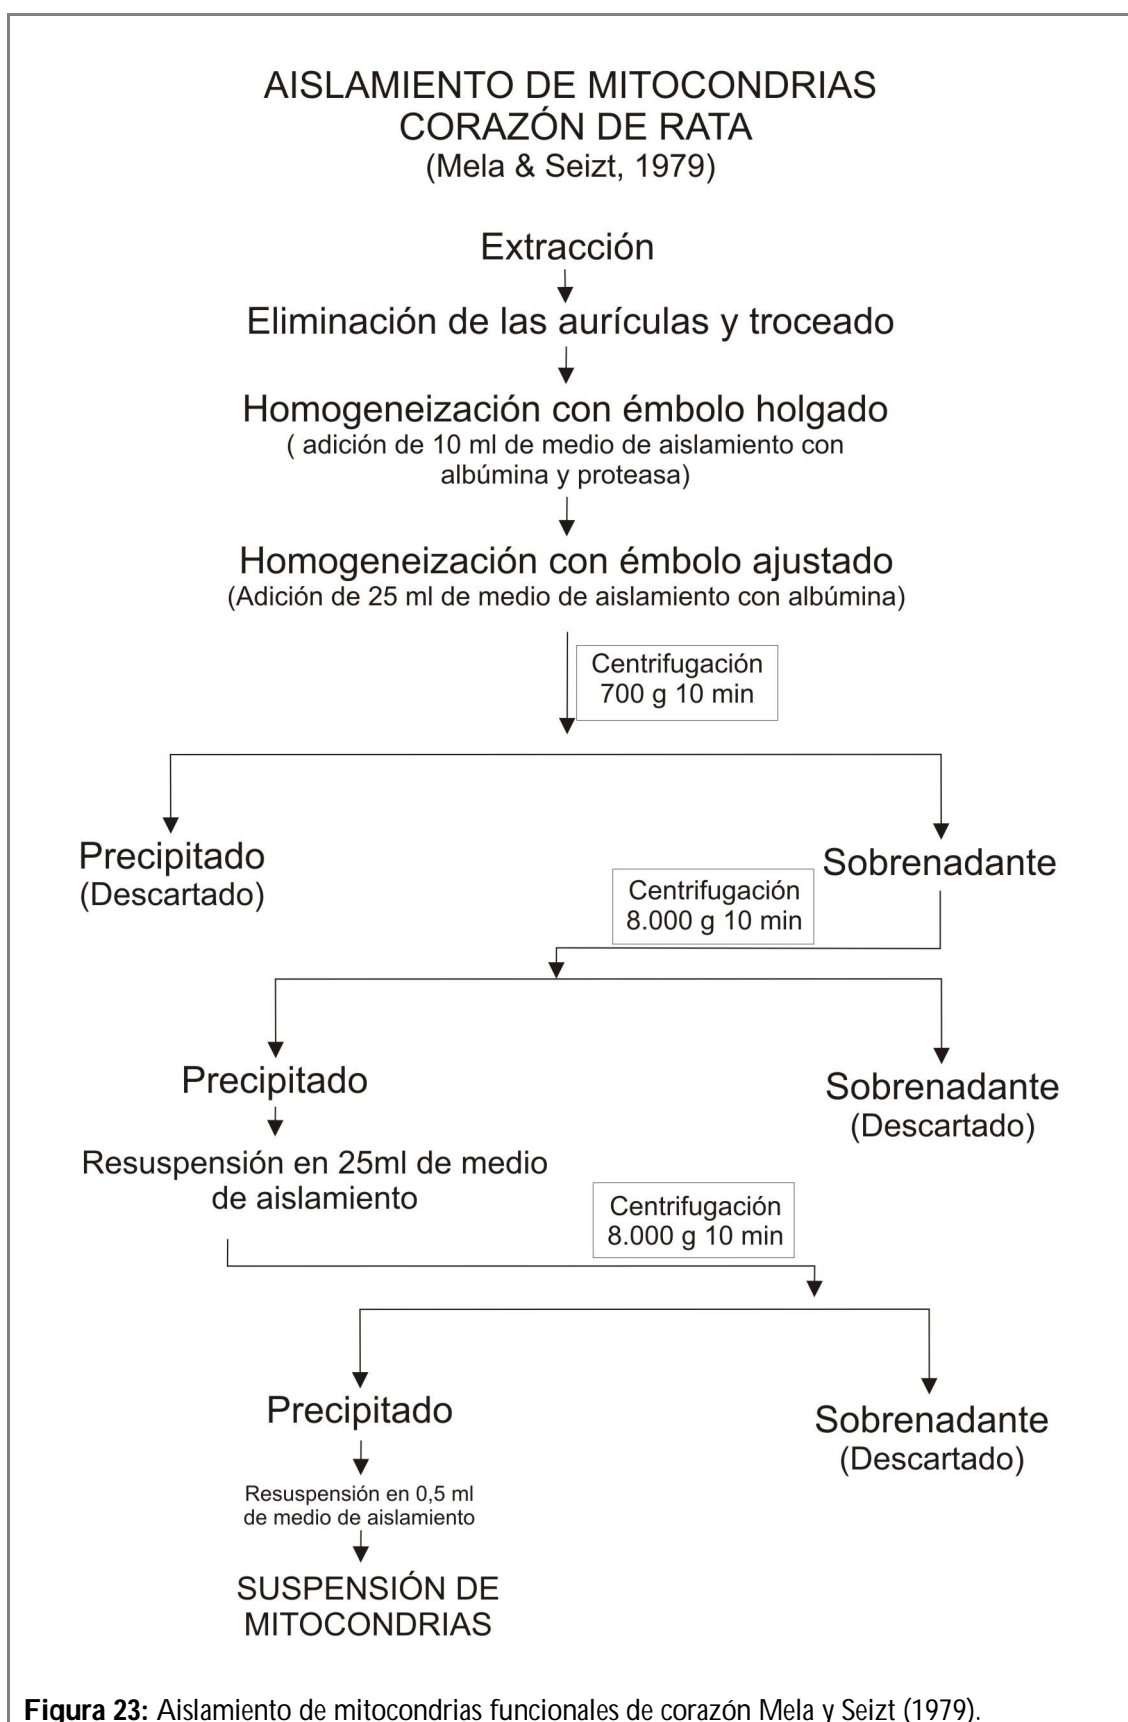 AISLAMIENTO DE MITOCONDRIAS
CORAZÓN DE RATA
(Mela & Seizt, 1979)
Extracción
Eliminación de las aurículas y troceado
Homogeneización con émbolo holgado
( adición de 10 ml de medio de aislamiento con
albúmina y proteasa)
Homogeneización con émbolo ajustado
(Adición de 25 ml de medio de aislamiento con albúmina)
Centrifugación
700 g 10 min
Precipitado
(Descartado)
Sobrenadante
Centrifugación
8.000 g 10 min
Precipitado
Sobrenadante
(Descartado)
Resuspensión en 25ml de medio
de aislamiento
Centrifugación
8.000 g 10 min
Precipitado
Sobrenadante
(Descartado)
Resuspensión en 0,5 ml
de medio de aislamiento
SUSPENSIÓN DE
MITOCONDRIAS
Figura 23: Aislamiento de mitocondrias funcionales de corazón Mela y Seizt (1979).